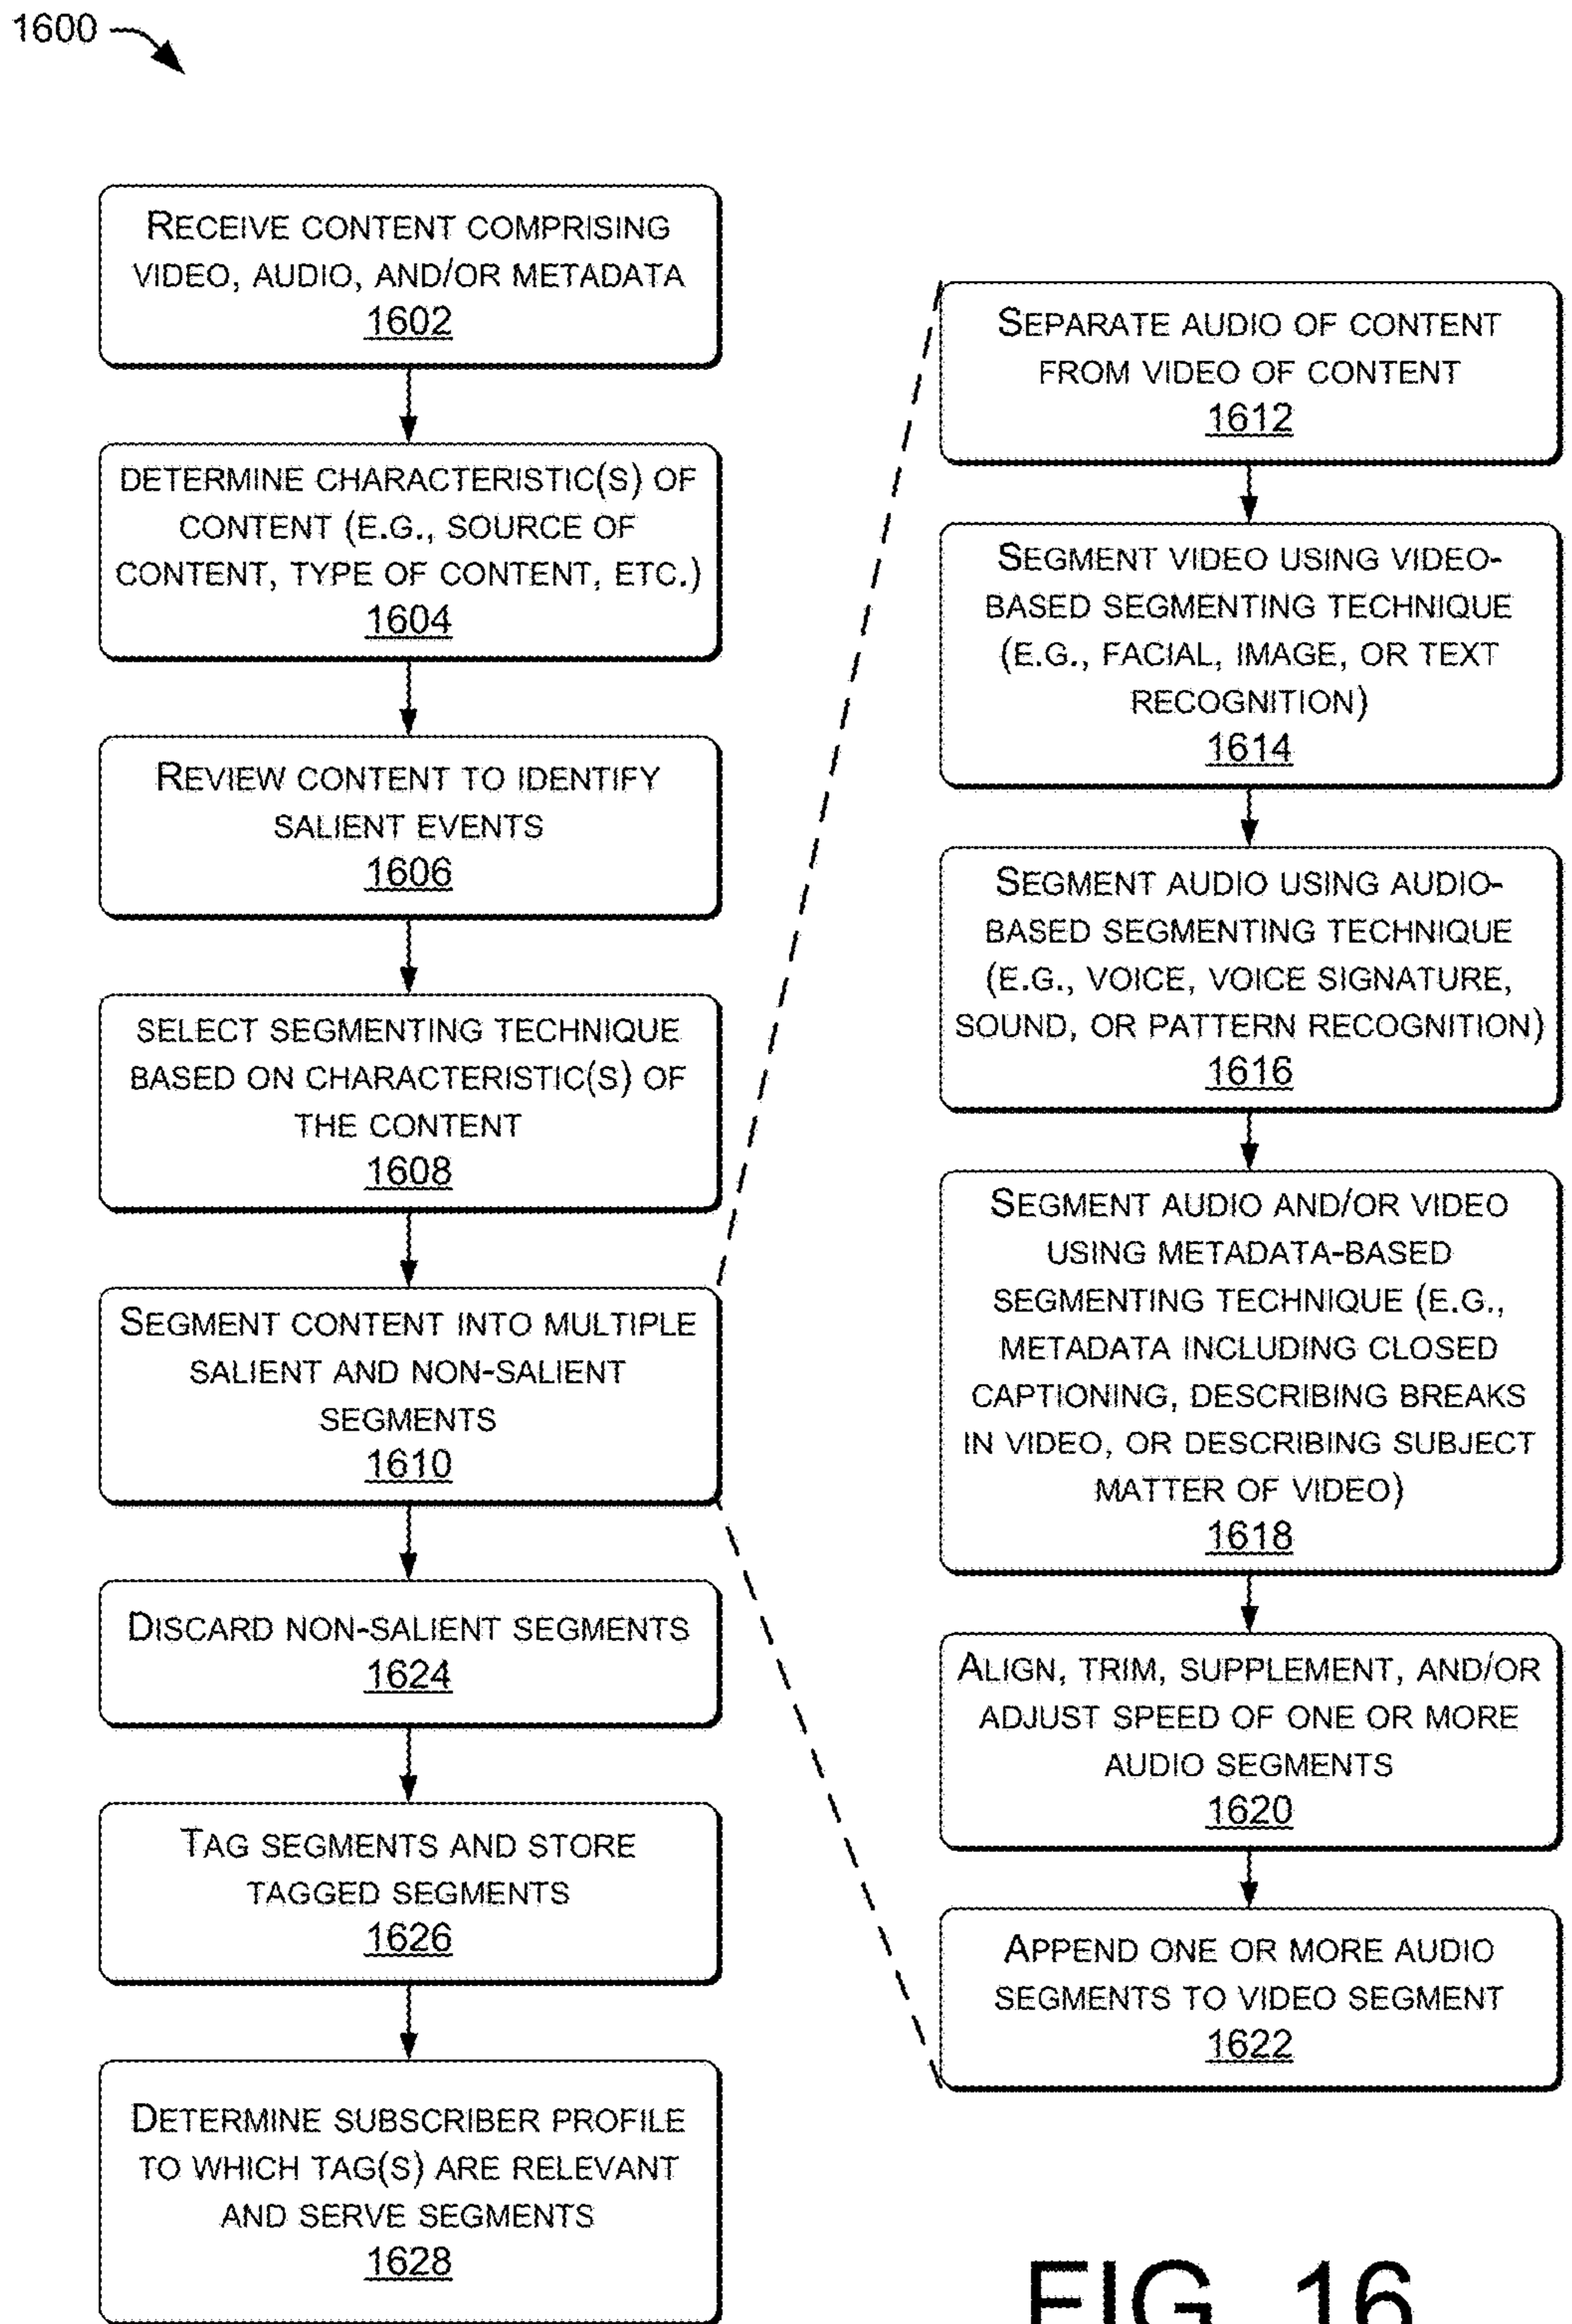 1600
RECEIVE CONTENT COMPRISING
VIDEO, AUDIO, AND/OR METADATA
1602
DETERMINE CHARACTERISTIC(S) OF
CONTENT (E.G., SOURCE OF
CONTENT, TYPE OF CONTENT, ETC.)
1604
REVIEW CONTENT TO IDENTIFY
SALIENT EVENTS
1606
SELECT SEGMENTING TECHNIQUE
BASED ON CHARACTERISTIC(S) OF
THE CONTENT
1608
SEGMENT CONTENT INTO MULTIPLE
SALIENT AND NON-SALIENT
SEGMENTS
1610
DISCARD NON-SALIENT SEGMENTS
1624
TAG SEGMENTS AND STORE
TAGGED SEGMENTS
1626
DETERMINE SUBSCRIBER PROFILE
TO WHICH TAG(S) ARE RELEVANT
AND SERVE SEGMENTS
1628
SEPARATE AUDIO OF CONTENT
FROM VIDEO OF CONTENT
1612
SEGMENT VIDEO USING VIDEO-
BASED SEGMENTING TECHNIQUE
(E.G., FACIAL, IMAGE, OR TEXT
RECOGNITION)
1614
SEGMENT AUDIO USING AUDIO-
BASED SEGMENTING TECHNIQUE
(E.G., VOICE, VOICE SIGNATURE,
SOUND, OR PATTERN RECOGNITION)
1616
SEGMENT AUDIO AND/OR VIDEO
USING METADATA-BASED
SEGMENTING TECHNIQUE (E.G.,
METADATA INCLUDING CLOSED
CAPTIONING, DESCRIBING BREAKS
IN VIDEO, OR DESCRIBING SUBJECT
MATTER OF VIDEO)
1618
ALIGN, TRIM, SUPPLEMENT, AND/OR
ADJUST SPEED OF ONE OR MORE
AUDIO SEGMENTS
1620
APPEND ONE OR MORE AUDIO
SEGMENTS TO VIDEO SEGMENT
1622
FIG. 16